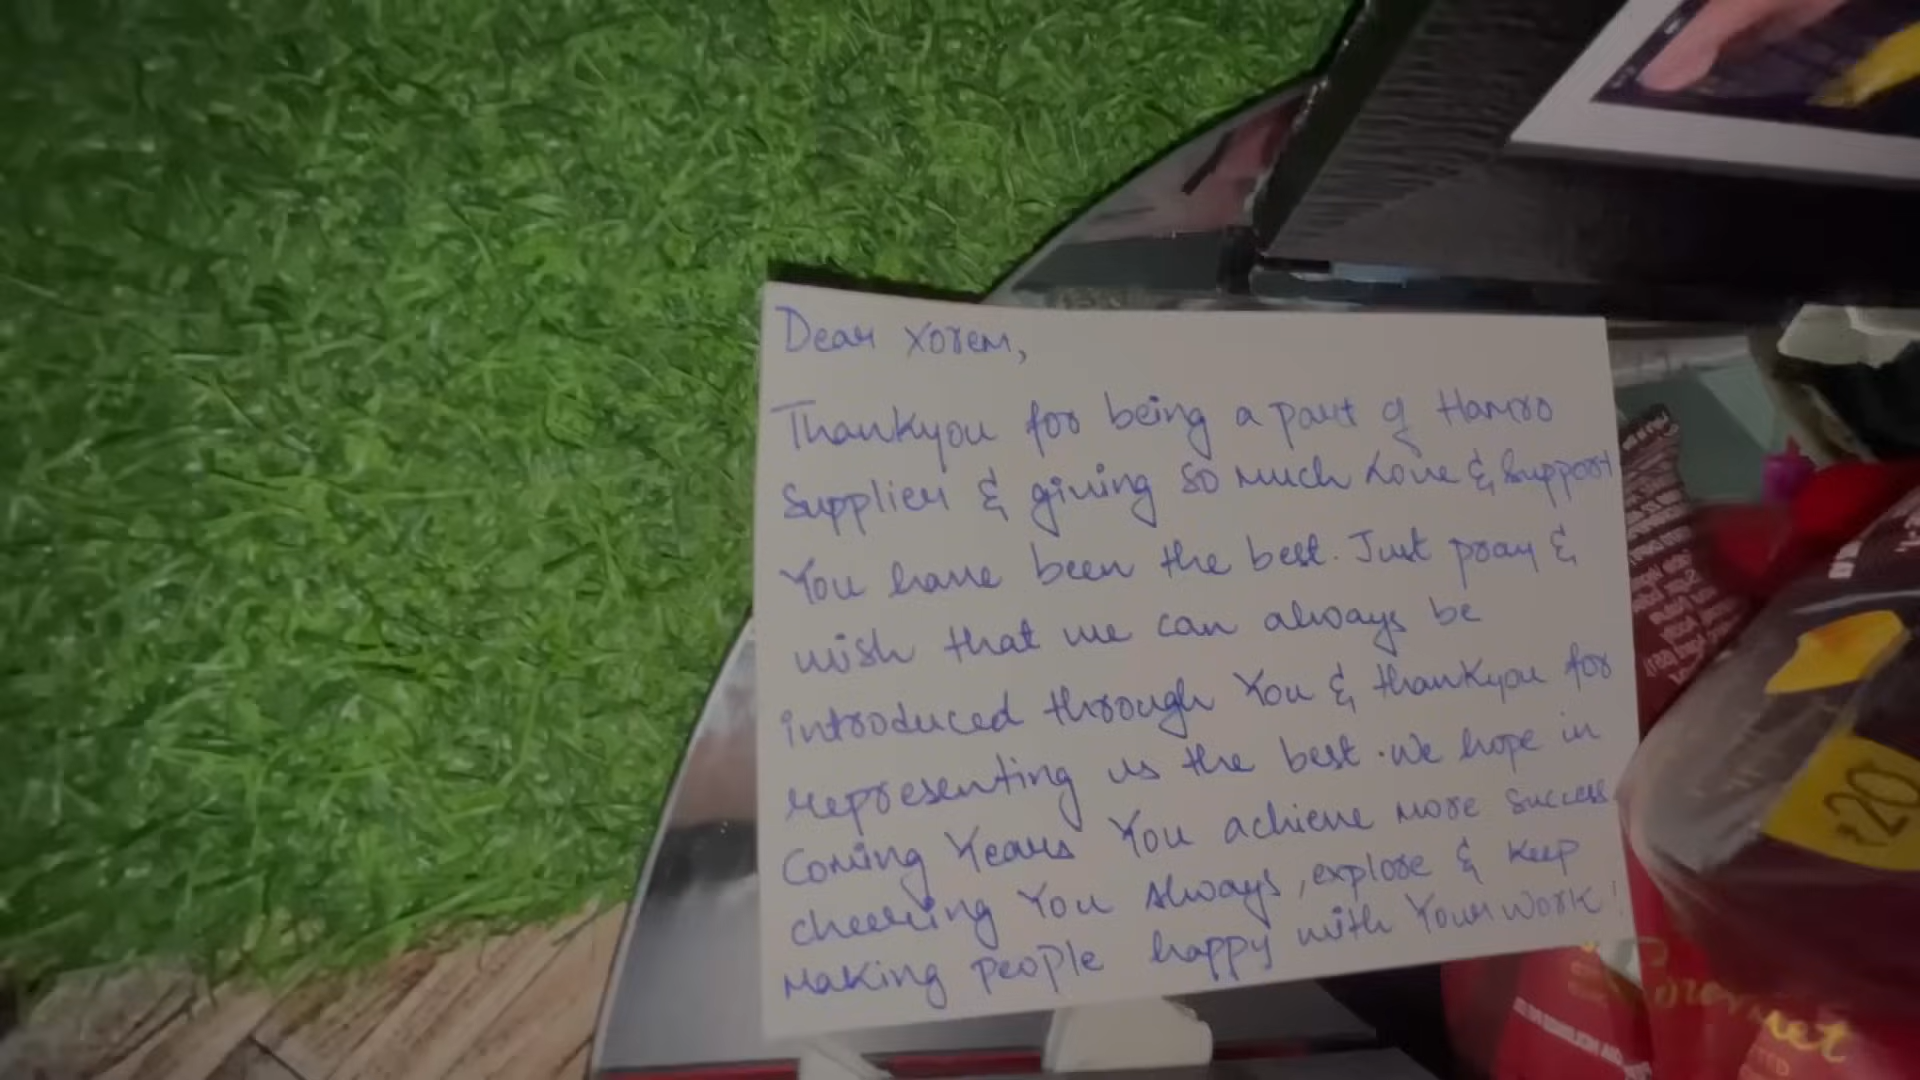 Dear Xorem,
Thankyou for being a part of Hamro
Supplier & giving so much Love & Support
You have been the best. Just pray &
wish that we can always be
introduced through You & thankyou for
representing us the best. We hope in
Coming Years You achieve more success
cheering You Always, explore & keep
Making people happy with Your work!
₹20